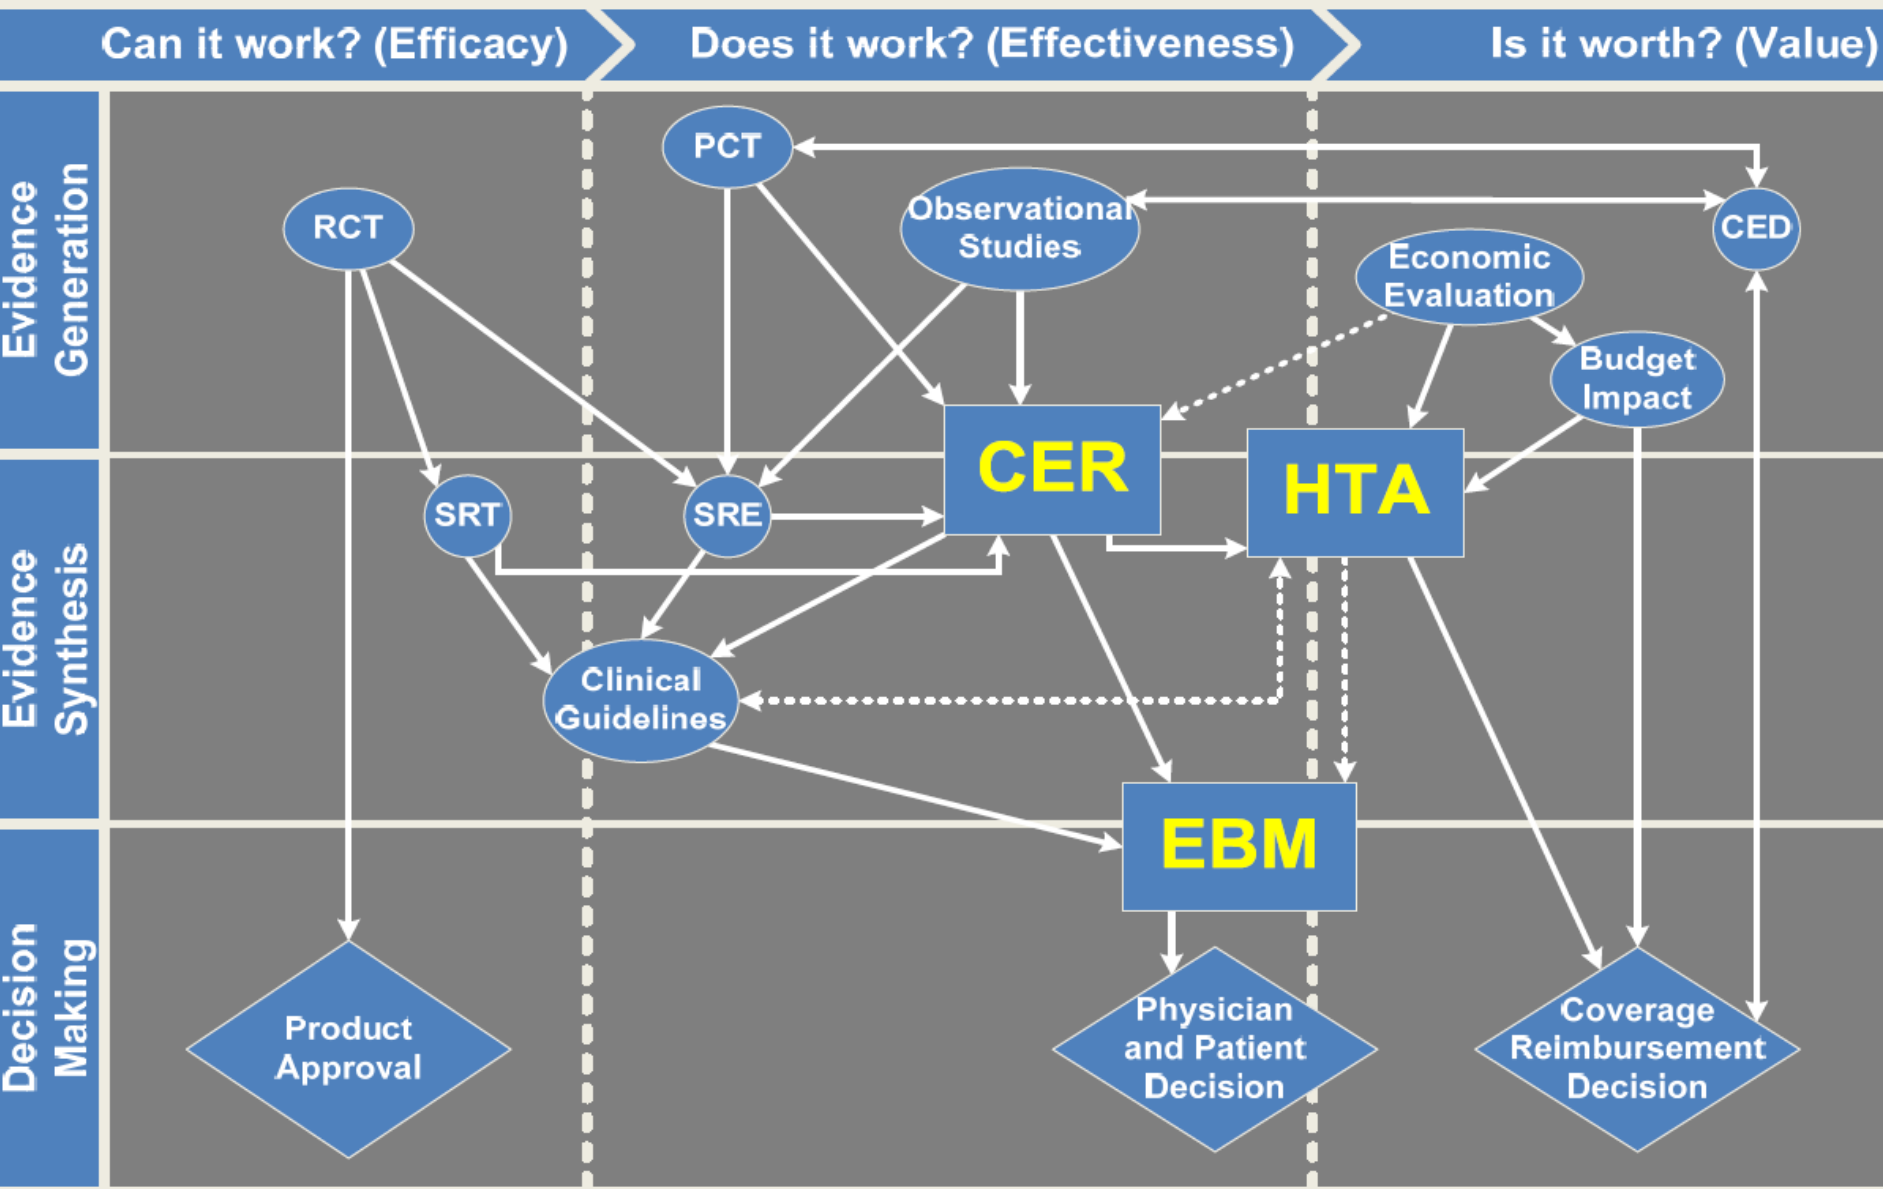 Can it work? (Efficacy)
Does it work? (Effectiveness)
Is it worth? (Value)
Evidence
Generation
PCT
RCT
Observational
Studies
CED
Economic
Evaluation
Budget
Impact
Evidence
Synthesis
CER
HTA
SRT
SRE
Clinical
Guidelines
EBM
Decision
Making
Product
Approval
Physician
and Patient
Decision
Coverage
Reimbursement
Decision